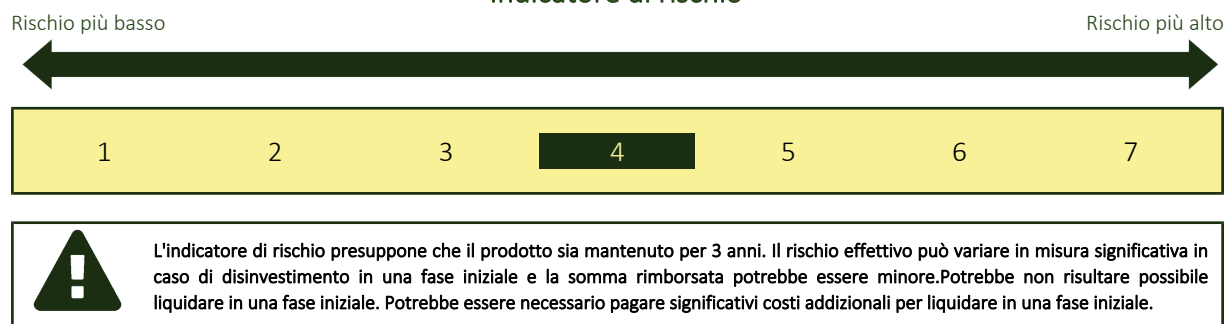 Indicatore di rischio
Rischio più basso
Rischio più alto
1 2 3 4 5 6 7
L'indicatore di rischio presuppone che il prodotto sia mantenuto per 3 anni. Il rischio effettivo può variare in misura significativa in
caso di disinvestimento in una fase iniziale e la somma rimborsata potrebbe essere minore.Potrebbe non risultare possibile
liquidare in una fase iniziale. Potrebbe essere necessario pagare significativi costi addizionali per liquidare in una fase iniziale.